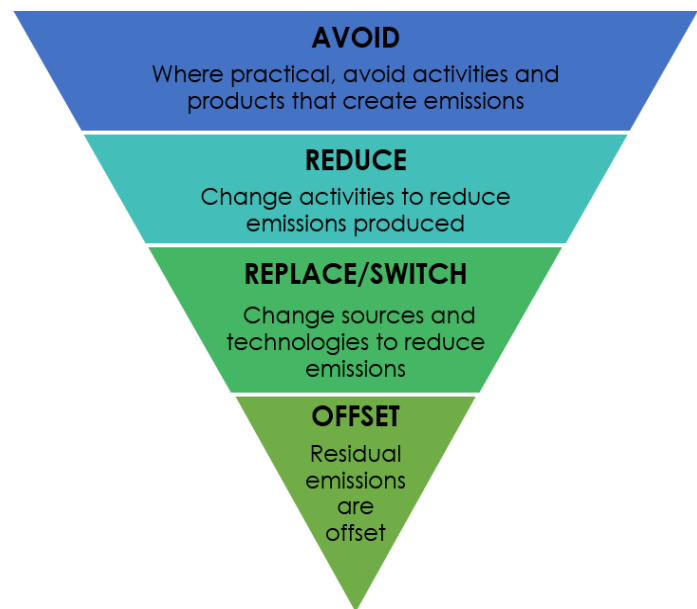 AVOID
Where practical, avoid activities and
products that create emissions
REDUCE
Change activities to reduce
emissions produced
REPLACE/SWITCH
Change sources and
technologies to reduce
emissions
OFFSET
Residual
emissions
are
offset